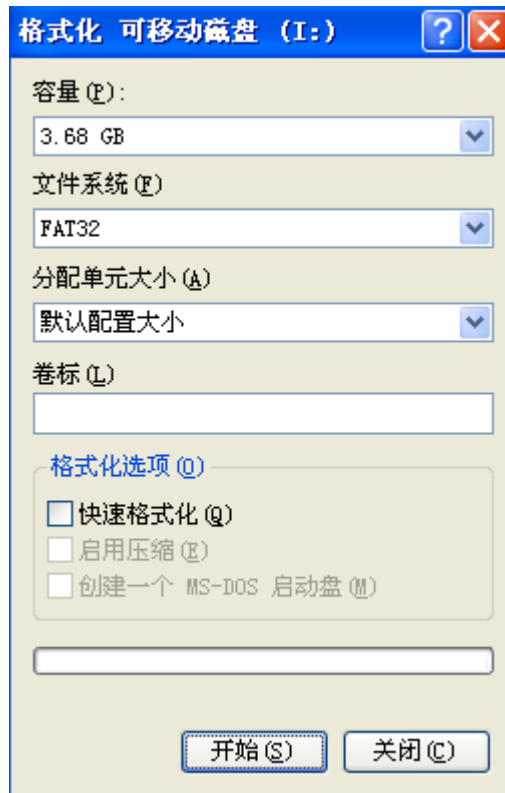 格式化 可移动磁盘 (I:)
容量(P):
3.68 GB
文件系统(F)
FAT32
分配单元大小(A)
默认配置大小
卷标(L)
格式化选项(O)
快速格式化(Q)
启用压缩(E)
创建一个 MS-DOS 启动盘(M)
开始(S) 关闭(C)